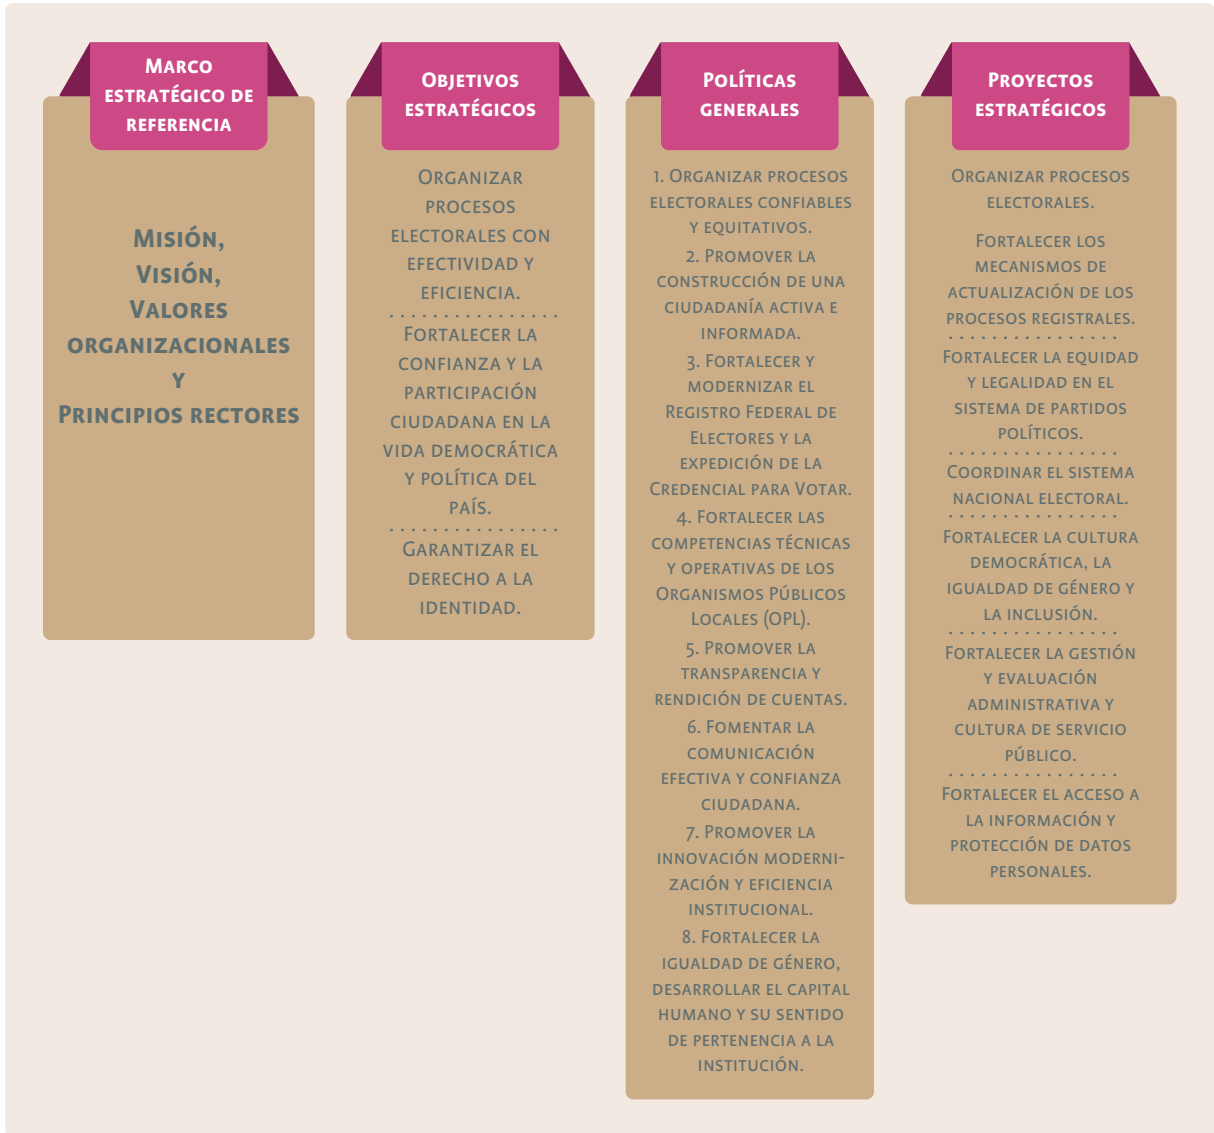 Marco
estratégico de
referencia
Misión,
Visión,
Valores
organizacionales
y
Principios rectores
Objetivos
estratégicos
Organizar
procesos
electorales con
efectividad y
eficiencia.
Fortalecer la
confianza y la
participación
ciudadana en la
vida democrática
y política del
país.
Garantizar el
derecho a la
identidad.
Políticas
generales
1. Organizar procesos
electorales confiables
y equitativos.
2. Promover la
construcción de una
ciudadanía activa e
informada.
3. Fortalecer y
modernizar el
Registro Federal de
Electores y la
expedición de la
Credencial para Votar.
4. Fortalecer las
competencias técnicas
y operativas de los
Organismos Públicos
Locales (OPL).
5. Promover la
transparencia y
rendición de cuentas.
6. Fomentar la
comunicación
efectiva y confianza
ciudadana.
7. Promover la
innovación moderni-
zación y eficiencia
institucional.
8. Fortalecer la
igualdad de género,
desarrollar el capital
humano y su sentido
de pertenencia a la
institución.
Proyectos
estratégicos
Organizar procesos
electorales.
Fortalecer los
mecanismos de
actualización de los
procesos registrales.
Fortalecer la equidad
y legalidad en el
sistema de partidos
políticos.
Coordinar el sistema
nacional electoral.
Fortalecer la cultura
democrática, la
igualdad de género y
la inclusión.
Fortalecer la gestión
y evaluación
administrativa y
cultura de servicio
público.
Fortalecer el acceso a
la información y
protección de datos
personales.